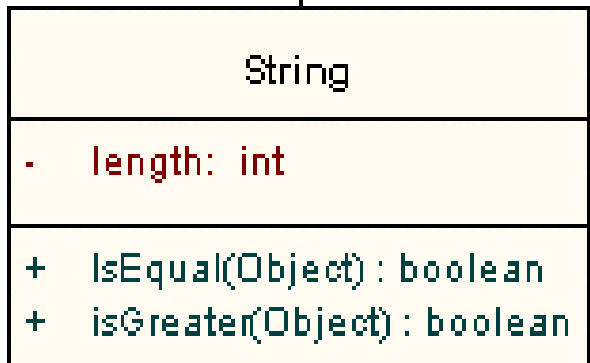 String
- length: int
+ IsEqual(Object) : boolean
+ isGreater(Object) : boolean